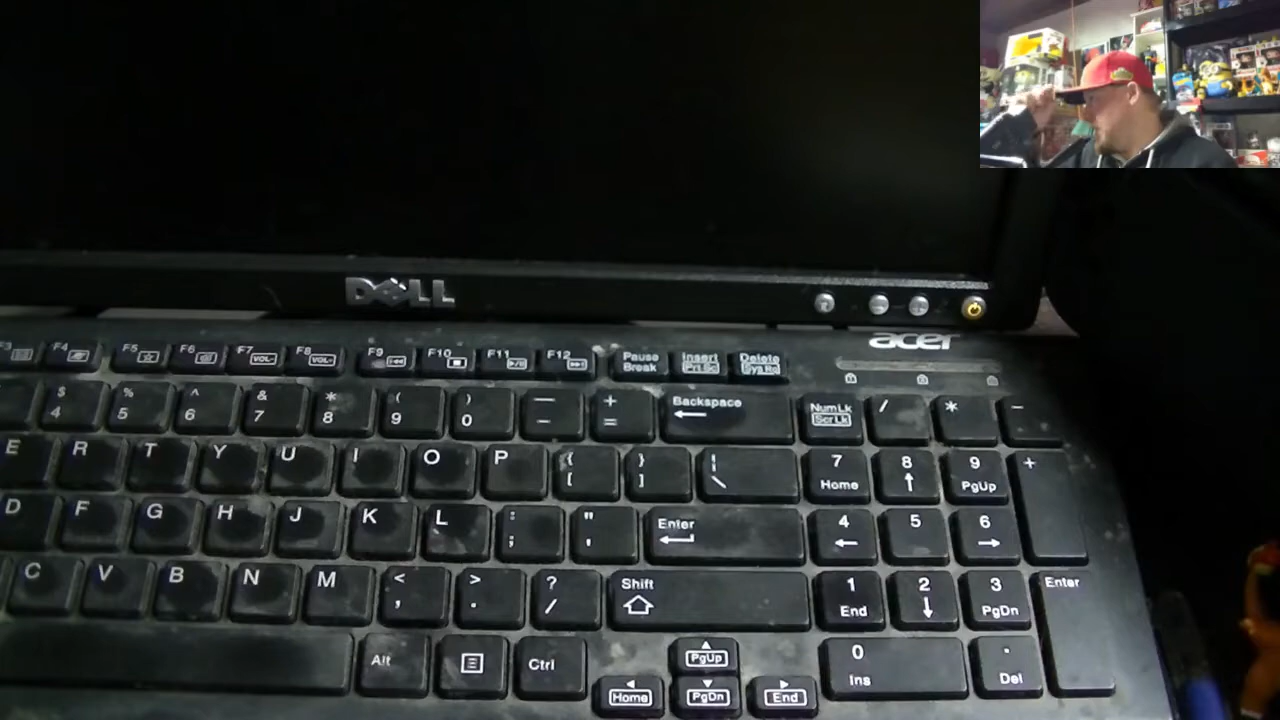 DELL
acer
F3 F4 F5 F6 F7 VOL- F8 VOL+ F9 F10 F11 F12 Pause Break Insert PrtSc Delete SysRq
$ 4 % 5 ^ 6 & 7 * 8 ( 9 ) 0 — - + = Backspace NumLk ScrLk / * -
E R T Y U I O P { [ } ] | \ 7 Home 8 9 PgUp +
D F G H J K L : ; " ' Enter 4 5 6
C V B N M < , > . ? / Shift 1 End 2 3 PgDn Enter
Alt Ctrl PgUp 0 Ins . Del
Home PgDn End